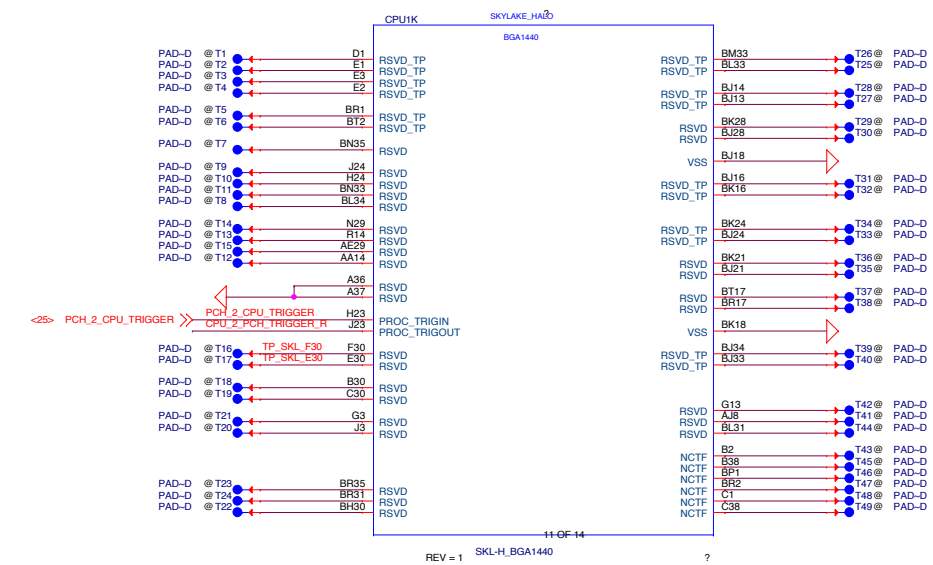 CPU1K SKYLAKE_HALO ?
BGA1440
PAD~D @T1 D1 RSVD_TP RSVD_TP BM33 T26@ PAD~D
PAD~D @T2 E1 RSVD_TP RSVD_TP BL33 T25@ PAD~D
PAD~D @T3 E3 RSVD_TP
PAD~D @T4 E2 RSVD_TP RSVD_TP BJ14 T28@ PAD~D
RSVD_TP BJ13 T27@ PAD~D
PAD~D @T5 BR1 RSVD_TP
PAD~D @T6 BT2 RSVD_TP RSVD BK28 T29@ PAD~D
RSVD BJ28 T30@ PAD~D
PAD~D @T7 BN35 RSVD
VSS BJ18
PAD~D @T9 J24 RSVD
PAD~D @T10 H24 RSVD RSVD_TP BJ16 T31@ PAD~D
PAD~D @T11 BN33 RSVD RSVD_TP BK16 T32@ PAD~D
PAD~D @T8 BL34 RSVD
PAD~D @T14 N29 RSVD RSVD_TP BK24 T34@ PAD~D
PAD~D @T13 R14 RSVD RSVD_TP BJ24 T33@ PAD~D
PAD~D @T15 AE29 RSVD
PAD~D @T12 AA14 RSVD RSVD BK21 T36@ PAD~D
RSVD BJ21 T35@ PAD~D
A36 RSVD
A37 RSVD RSVD BT17 T37@ PAD~D
RSVD BR17 T38@ PAD~D
<25> PCH_2_CPU_TRIGGER PCH_2_CPU_TRIGGER H23 PROC_TRIGIN
CPU_2_PCH_TRIGGER_R J23 PROC_TRIGOUT VSS BK18
PAD~D @T16 TP_SKL_F30 F30 RSVD RSVD_TP BJ34 T39@ PAD~D
PAD~D @T17 TP_SKL_E30 E30 RSVD RSVD_TP BJ33 T40@ PAD~D
PAD~D @T18 B30 RSVD
PAD~D @T19 C30 RSVD
RSVD G13 T42@ PAD~D
PAD~D @T21 G3 RSVD RSVD AJ8 T41@ PAD~D
PAD~D @T20 J3 RSVD RSVD BL31 T44@ PAD~D
NCTF B2 T43@ PAD~D
NCTF B38 T45@ PAD~D
NCTF BP1 T46@ PAD~D
PAD~D @T23 BR35 RSVD NCTF BR2 T47@ PAD~D
PAD~D @T24 BR31 RSVD NCTF C1 T48@ PAD~D
PAD~D @T22 BH30 RSVD NCTF C38 T49@ PAD~D
11 OF 14
SKL-H_BGA1440
REV = 1 ?